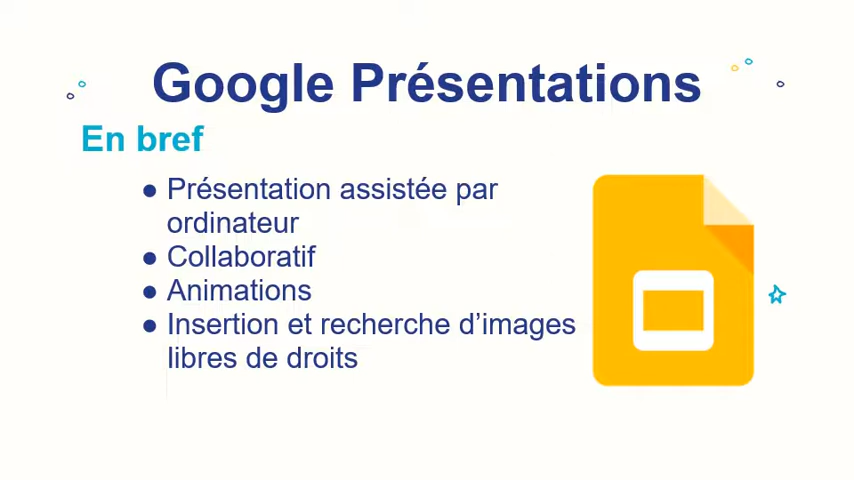 Google Présentations
En bref
● Présentation assistée par
ordinateur
● Collaboratif
● Animations
● Insertion et recherche d’images
libres de droits